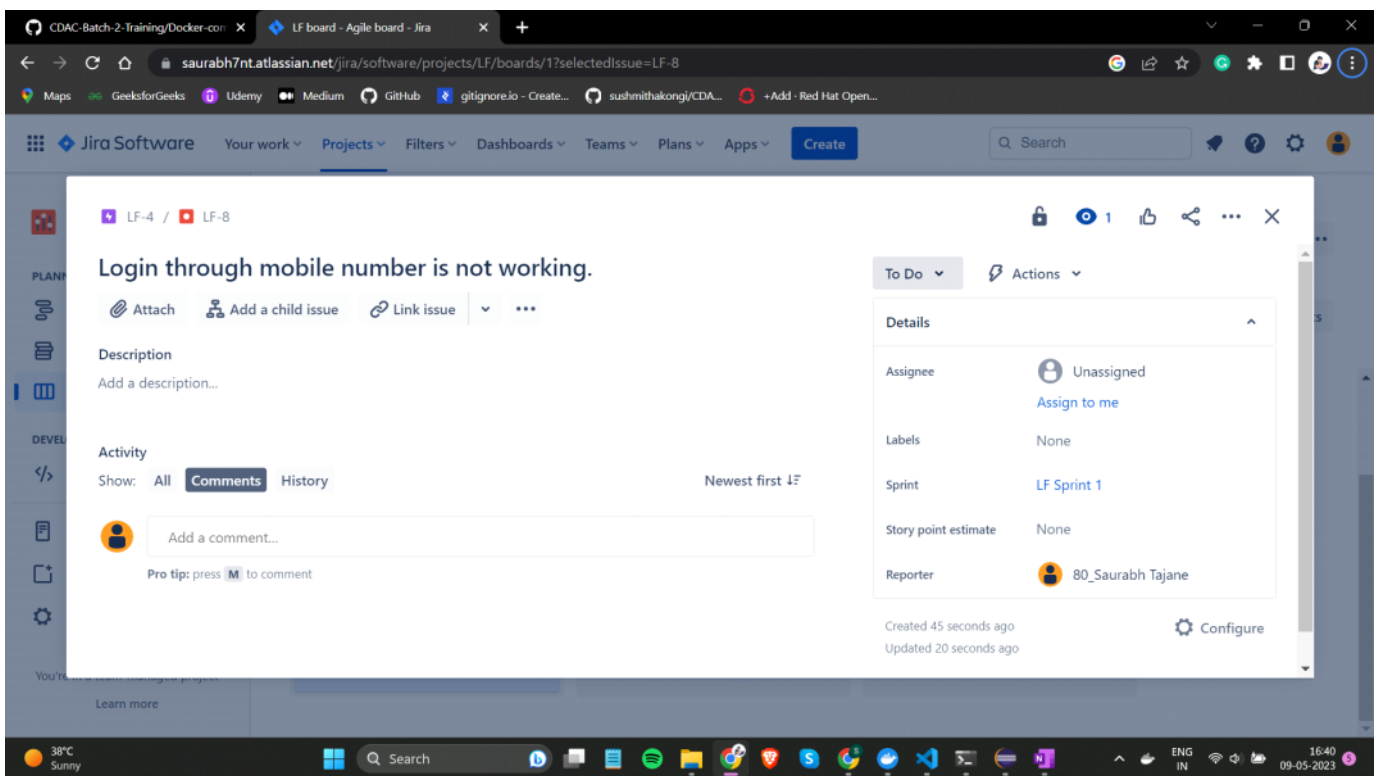 CDAC-Batch-2-Training/Docker-con
LF board - Agile board - Jira
saurabh7nt.atlassian.net/jira/software/projects/LF/boards/1?selectedIssue=LF-8
Maps GeeksforGeeks Udemy Medium GitHub gitignore.io - Create... sushmithakongi/CDA... +Add - Red Hat Open...
Jira Software Your work Projects Filters Dashboards Teams Plans Apps Create Search
LF-4 / LF-8
1
Login through mobile number is not working.
To Do Actions
Attach Add a child issue Link issue
Details
Description
Add a description...
Assignee Unassigned
Assign to me
Labels None
Activity
Show: All Comments History Newest first
Sprint LF Sprint 1
Add a comment...
Story point estimate None
Pro tip: press M to comment
Reporter 80_Saurabh Tajane
Created 45 seconds ago
Configure
Updated 20 seconds ago
PLANN
DEVEL
You're
Learn more
38°C
Sunny
Search
ENG
IN
16:40
09-05-2023